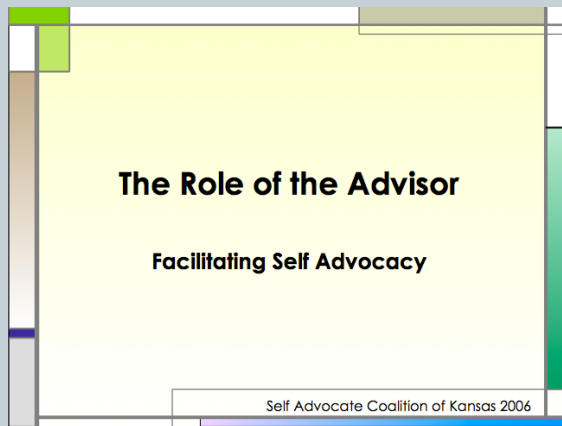 The Role of the Advisor
Facilitating Self Advocacy
Self Advocate Coalition of Kansas 2006